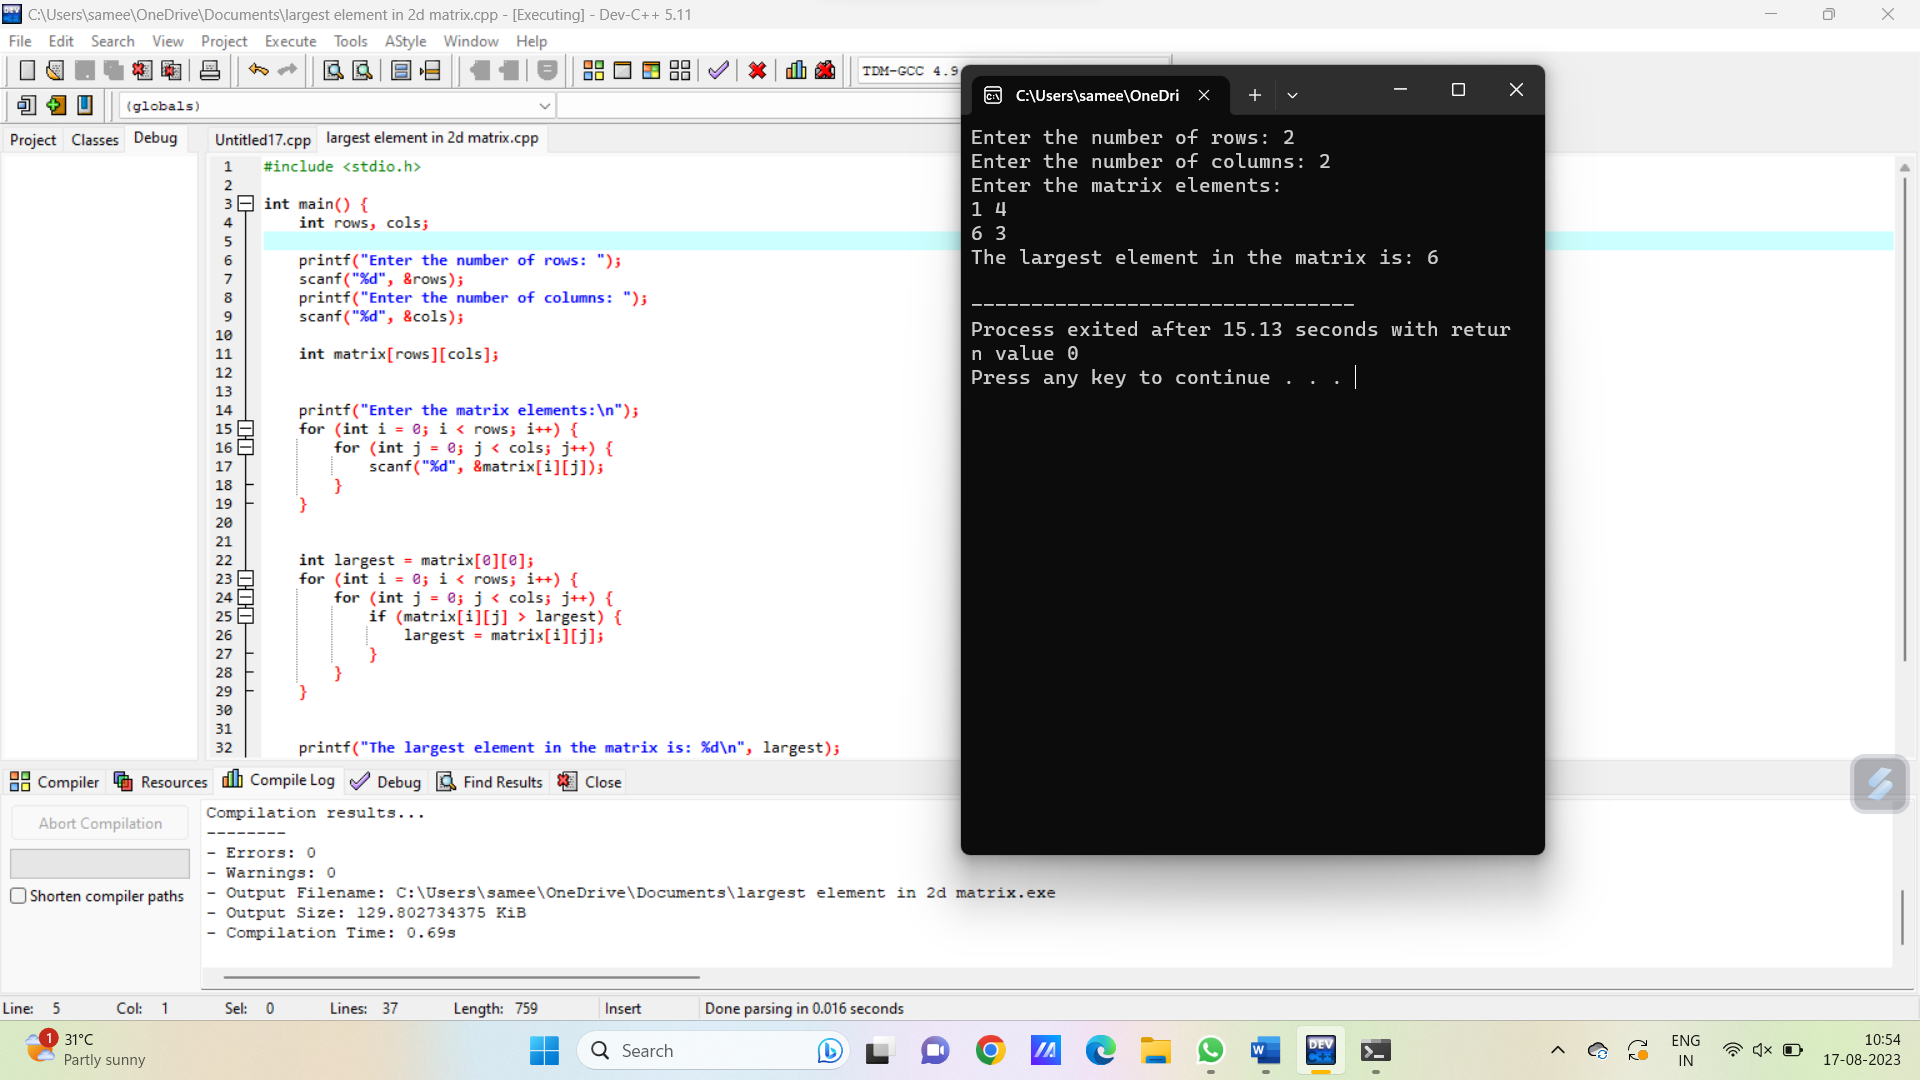 C:\Users\samee\OneDrive\Documents\largest element in 2d matrix.cpp - [Executing] - Dev-C++ 5.11
File Edit Search View Project Execute Tools AStyle Window Help
TDM-GCC 4.9
(globals)
Project Classes Debug
Untitled17.cpp largest element in 2d matrix.cpp
1 #include <stdio.h>
2
3 int main() {
4 int rows, cols;
5
6 printf("Enter the number of rows: ");
7 scanf("%d", &rows);
8 printf("Enter the number of columns: ");
9 scanf("%d", &cols);
10
11 int matrix[rows][cols];
12
13
14 printf("Enter the matrix elements:\n");
15 for (int i = 0; i < rows; i++) {
16 for (int j = 0; j < cols; j++) {
17 scanf("%d", &matrix[i][j]);
18 }
19 }
20
21
22 int largest = matrix[0][0];
23 for (int i = 0; i < rows; i++) {
24 for (int j = 0; j < cols; j++) {
25 if (matrix[i][j] > largest) {
26 largest = matrix[i][j];
27 }
28 }
29 }
30
31
32 printf("The largest element in the matrix is: %d\n", largest);
C:\Users\samee\OneDri
Enter the number of rows: 2
Enter the number of columns: 2
Enter the matrix elements:
1 4
6 3
The largest element in the matrix is: 6
--------------------------------
Process exited after 15.13 seconds with retur
n value 0
Press any key to continue . . .
Compiler Resources Compile Log Debug Find Results Close
Abort Compilation
Shorten compiler paths
Compilation results...
--------
- Errors: 0
- Warnings: 0
- Output Filename: C:\Users\samee\OneDrive\Documents\largest element in 2d matrix.exe
- Output Size: 129.802734375 KiB
- Compilation Time: 0.69s
Line: 5 Col: 1 Sel: 0 Lines: 37 Length: 759 Insert Done parsing in 0.016 seconds
1
31°C
Partly sunny
Search
DEV
ENG
IN
10:54
17-08-2023